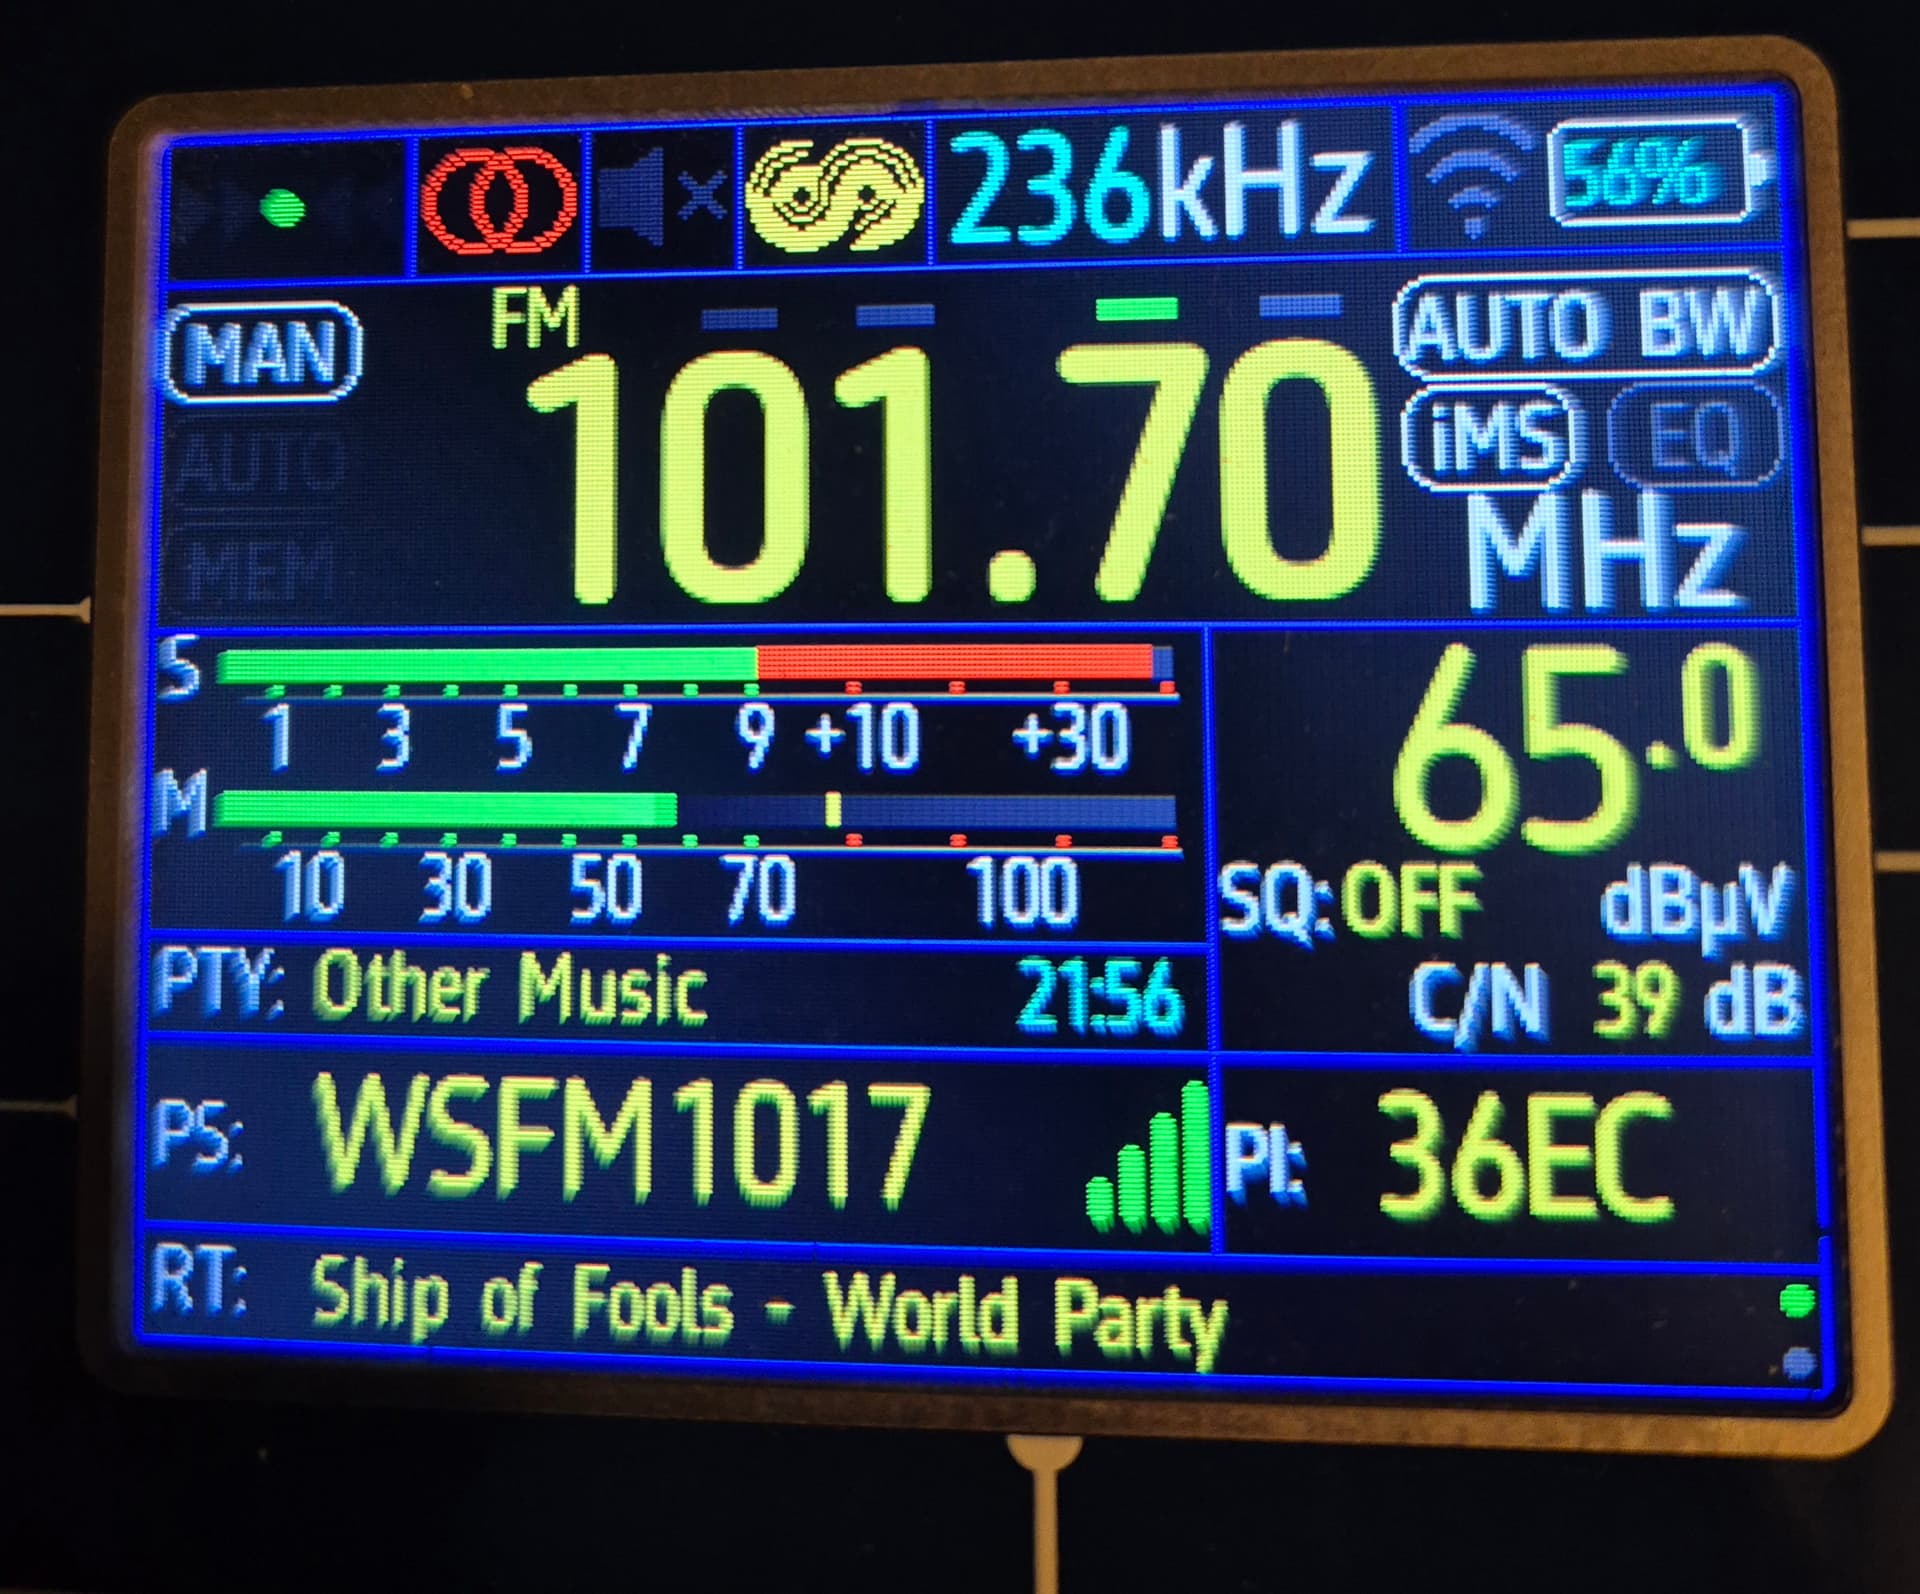 236kHz 56%
MAN FM AUTO BW
AUTO 101.70 iMS EQ
MEM MHz
S 65.0
1 3 5 7 9 +10 +30
M
10 30 50 70 100
SQ:OFF dBµV
PTY: Other Music 21:56 C/N 39 dB
PS: WSFM1017 PI: 36EC
RT: Ship of Fools - World Party